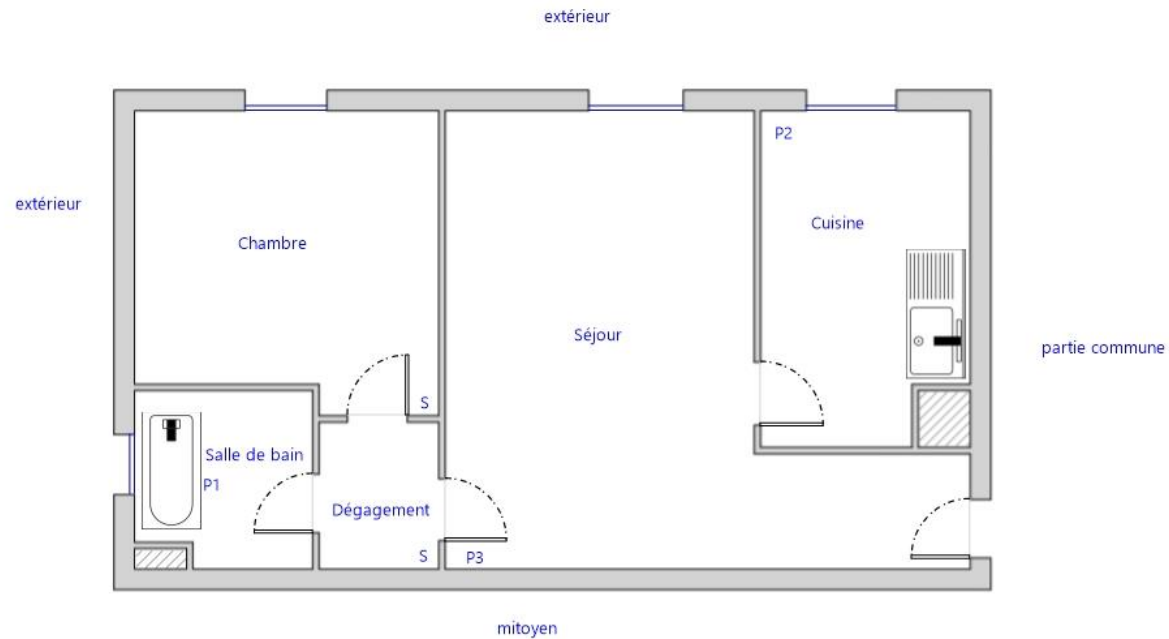 extérieur
P2
extérieur
Cuisine
Chambre
Séjour
partie commune
S
Salle de bain
P1
Dégagement
S
P3
mitoyen